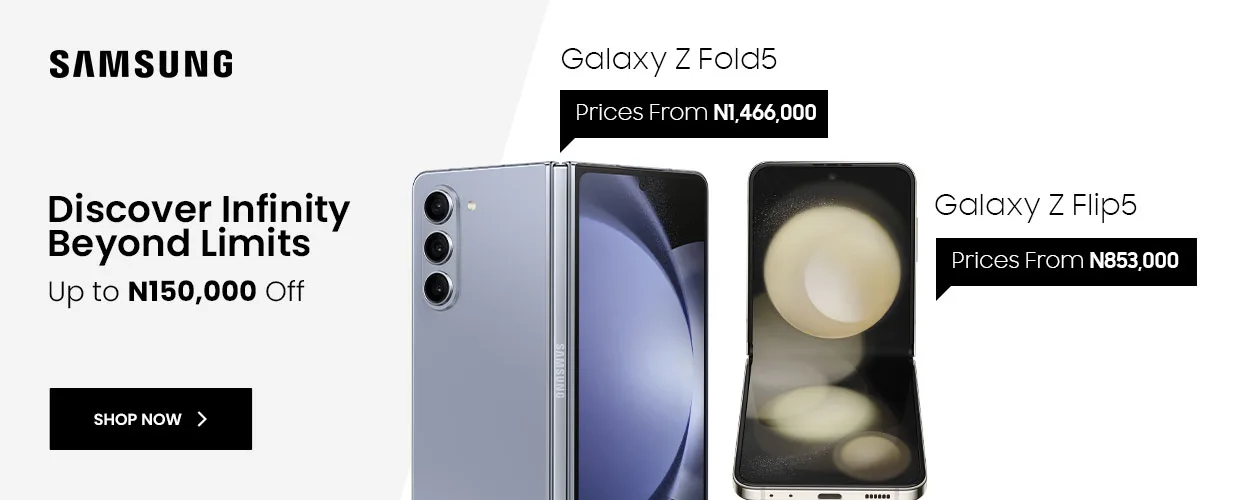 SAMSUNG
Discover Infinity
Beyond Limits
Up to N150,000 Off
SHOP NOW
Galaxy Z Fold5
Prices From N1,466,000
SAMSUNG
Galaxy Z Flip5
Prices From N853,000